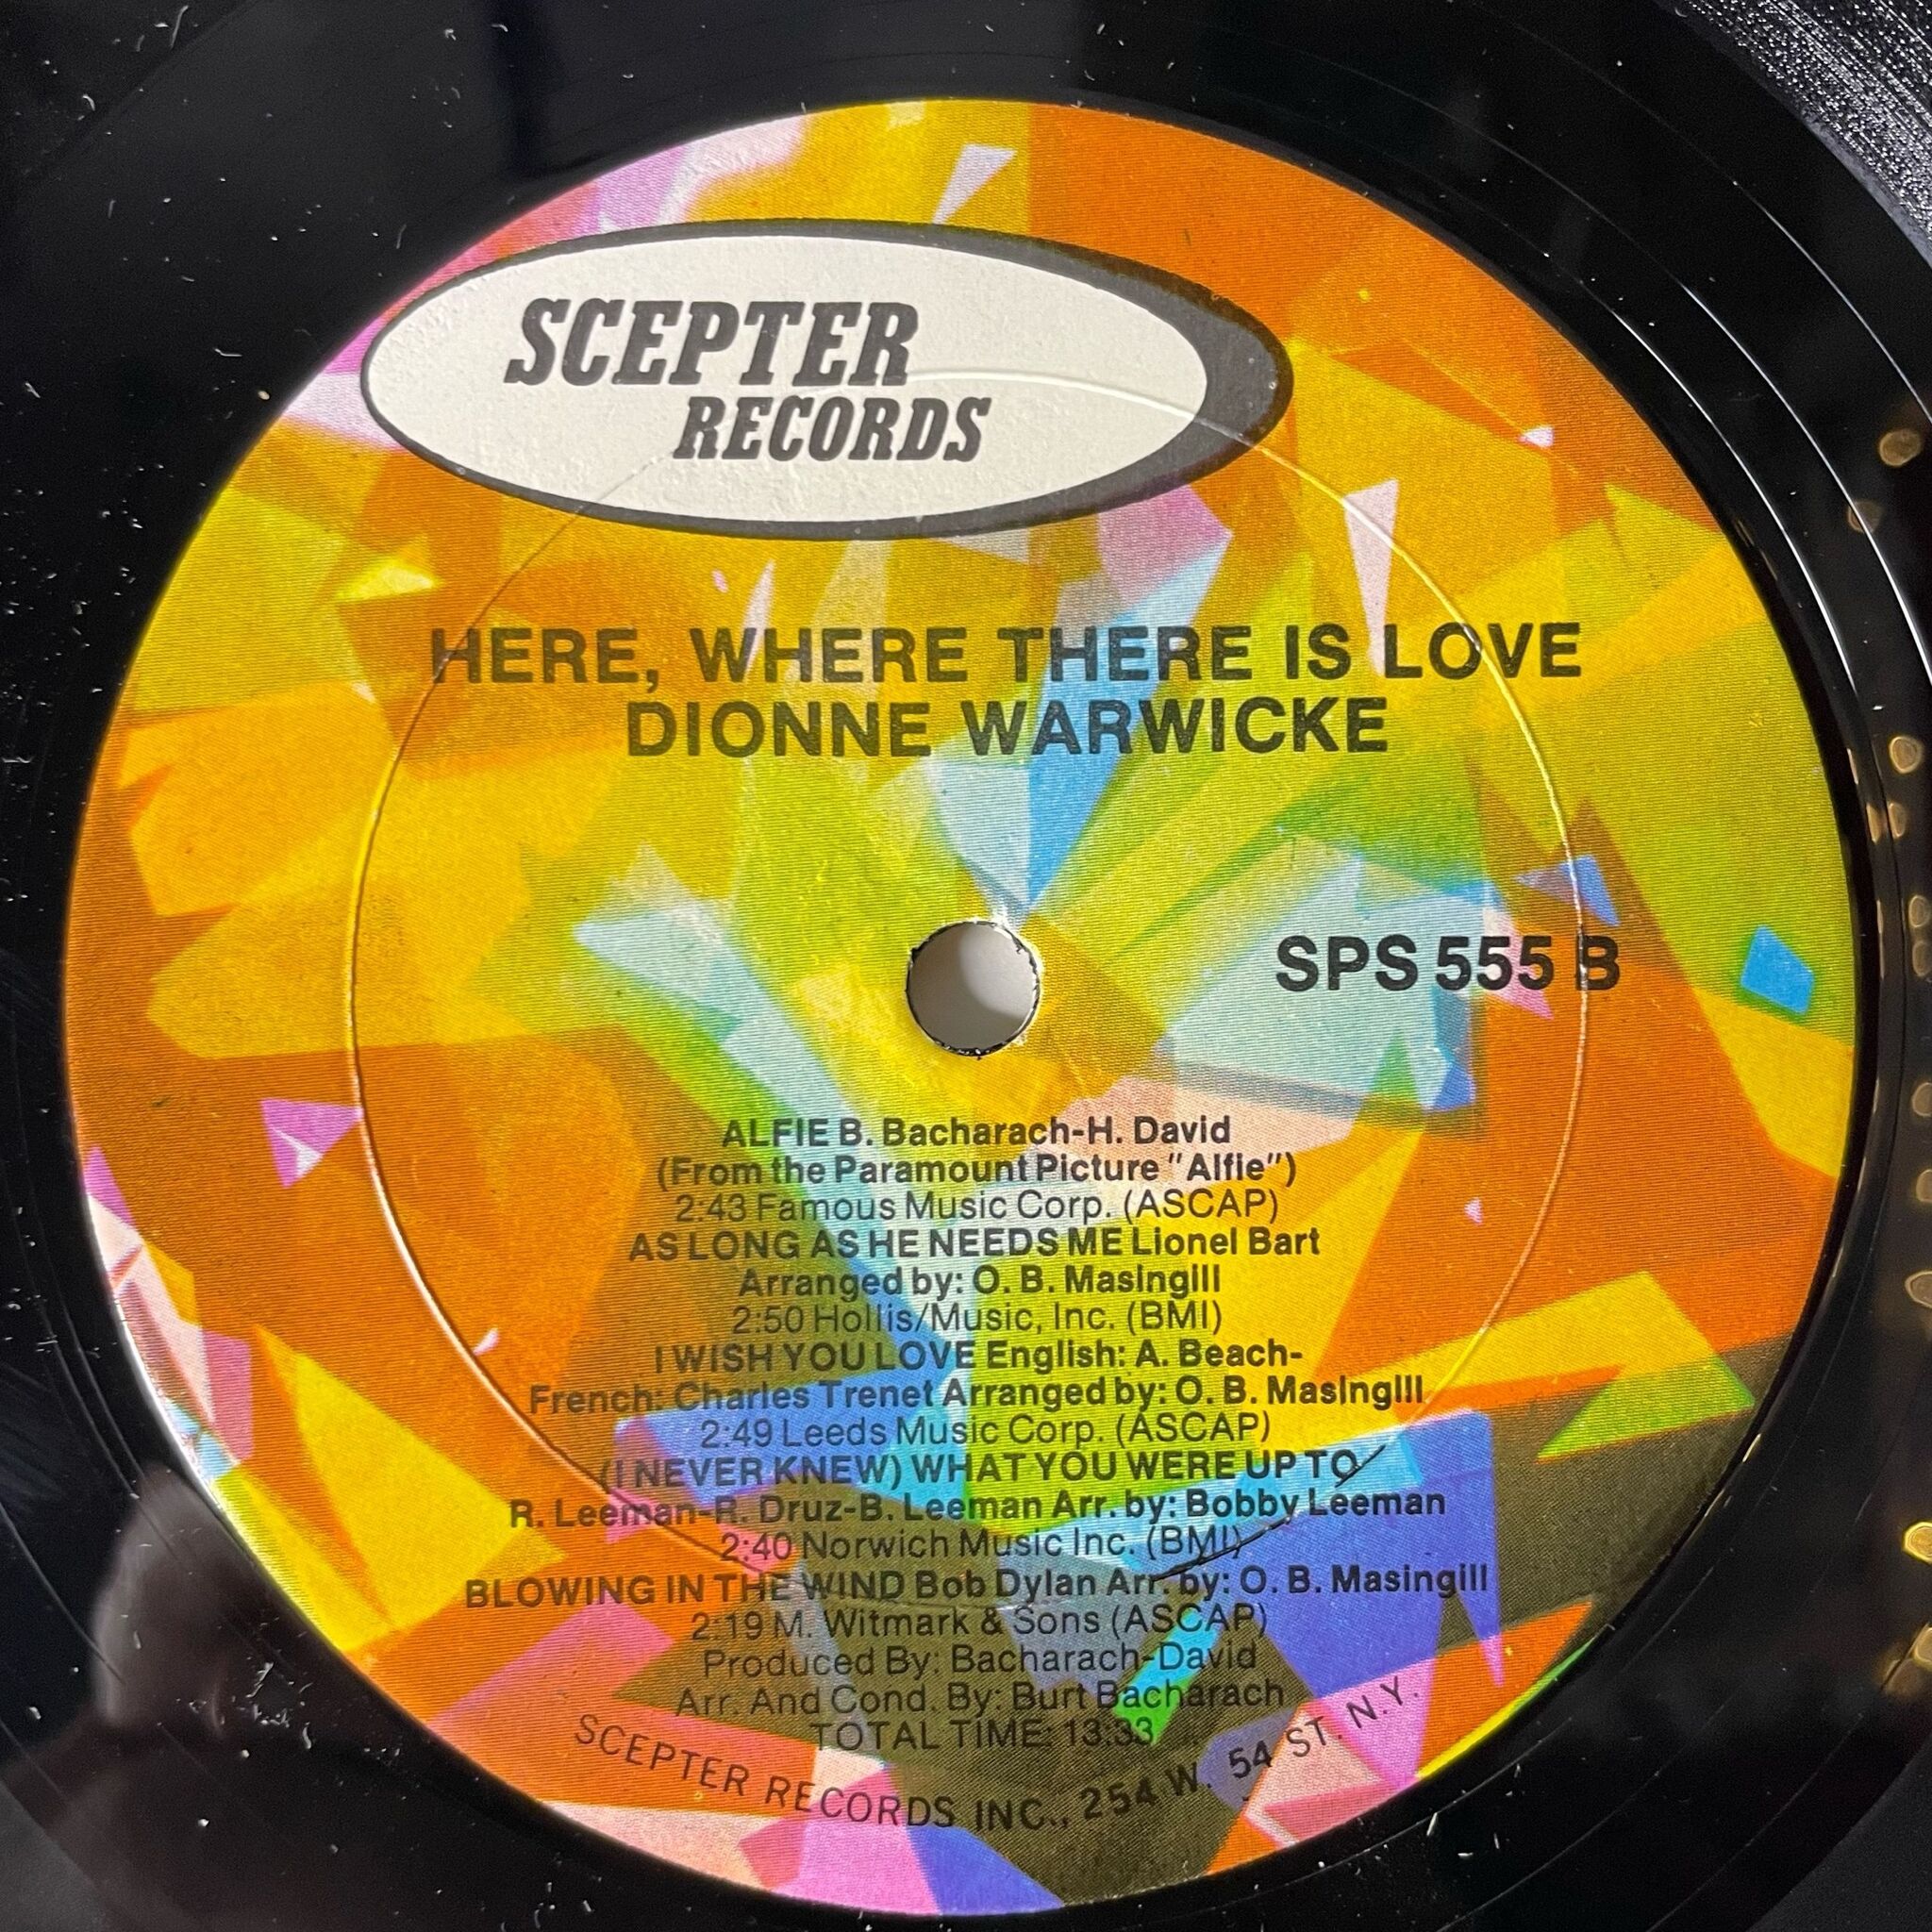 SCEPTER
RECORDS
HERE, WHERE THERE IS LOVE
DIONNE WARWICKE
SPS 555 B
ALFIE B. Bacharach-H. David
(From the Paramount Picture "Alfie")
2:43 Famous Music Corp. (ASCAP)
AS LONG AS HE NEEDS ME Lionel Bart
Arranged by: O. B. Masingill
2:50 Hollis/Music, Inc. (BMI)
I WISH YOU LOVE English: A. Beach-
French: Charles Trenet Arranged by: O. B. Masingill
2:49 Leeds Music Corp. (ASCAP)
(I NEVER KNEW) WHAT YOU WERE UP TO
R. Leeman-R. Druz-B. Leeman Arr. by: Bobby Leeman
2:40 Norwich Music Inc. (BMI)
BLOWING IN THE WIND Bob Dylan Arr. by: O. B. Masingill
2:19 M. Witmark & Sons (ASCAP)
Produced By: Bacharach-David
Arr. And Cond. By: Burt Bacharach
TOTAL TIME: 13:33
SCEPTER RECORDS INC., 254 W. 54 ST. N.Y.